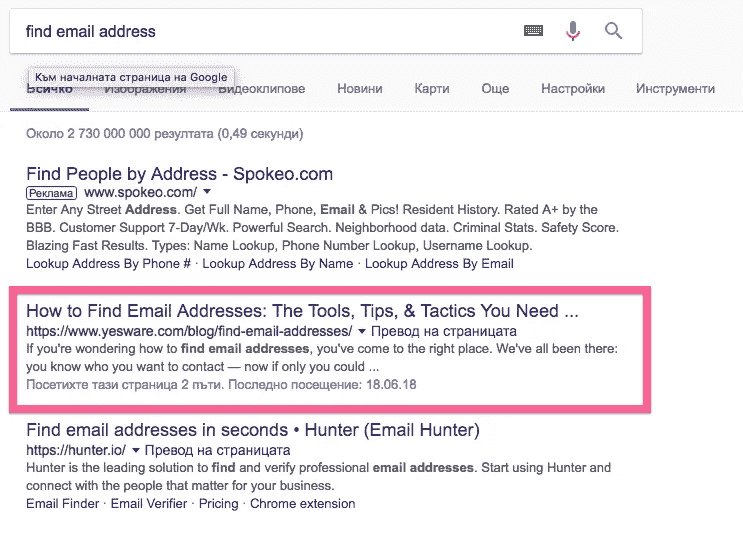 find email address
Към началната страница на Google
Всичко Изображения Видеоклипове Новини Карти Още Настройки Инструменти
Около 2 730 000 000 резултата (0,49 секунди)
Find People by Address - Spokeo.com
Реклама www.spokeo.com/
Enter Any Street Address. Get Full Name, Phone, Email & Pics! Resident History. Rated A+ by the
BBB. Customer Support 7-Day/Wk. Powerful Search. Neighborhood data. Criminal Stats. Safety Score.
Blazing Fast Results. Types: Name Lookup, Phone Number Lookup, Username Lookup.
Lookup Address By Phone # · Lookup Address By Name · Lookup Address By Email
How to Find Email Addresses: The Tools, Tips, & Tactics You Need ...
https://www.yesware.com/blog/find-email-addresses/ Превод на страницата
If you're wondering how to find email addresses, you've come to the right place. We've all been there:
you know who you want to contact — now if only you could ...
Посетихте тази страница 2 пъти. Последно посещение: 18.06.18
Find email addresses in seconds • Hunter (Email Hunter)
https://hunter.io/ Превод на страницата
Hunter is the leading solution to find and verify professional email addresses. Start using Hunter and
connect with the people that matter for your business.
Email Finder · Email Verifier · Pricing · Chrome extension